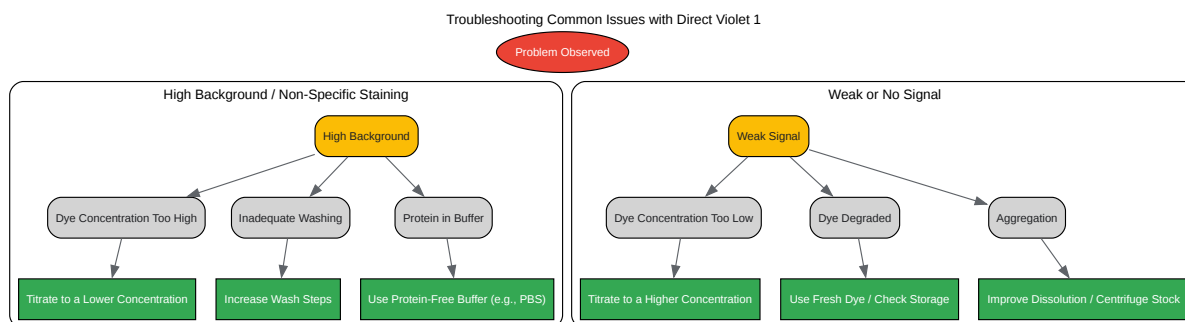 Troubleshooting Common Issues with Direct Violet 1
Problem Observed
High Background / Non-Specific Staining
High Background
Dye Concentration Too High
Inadequate Washing
Protein in Buffer
Titrate to a Lower Concentration
Increase Wash Steps
Use Protein-Free Buffer (e.g., PBS)
Weak or No Signal
Weak Signal
Dye Concentration Too Low
Dye Degraded
Aggregation
Titrate to a Higher Concentration
Use Fresh Dye / Check Storage
Improve Dissolution / Centrifuge Stock